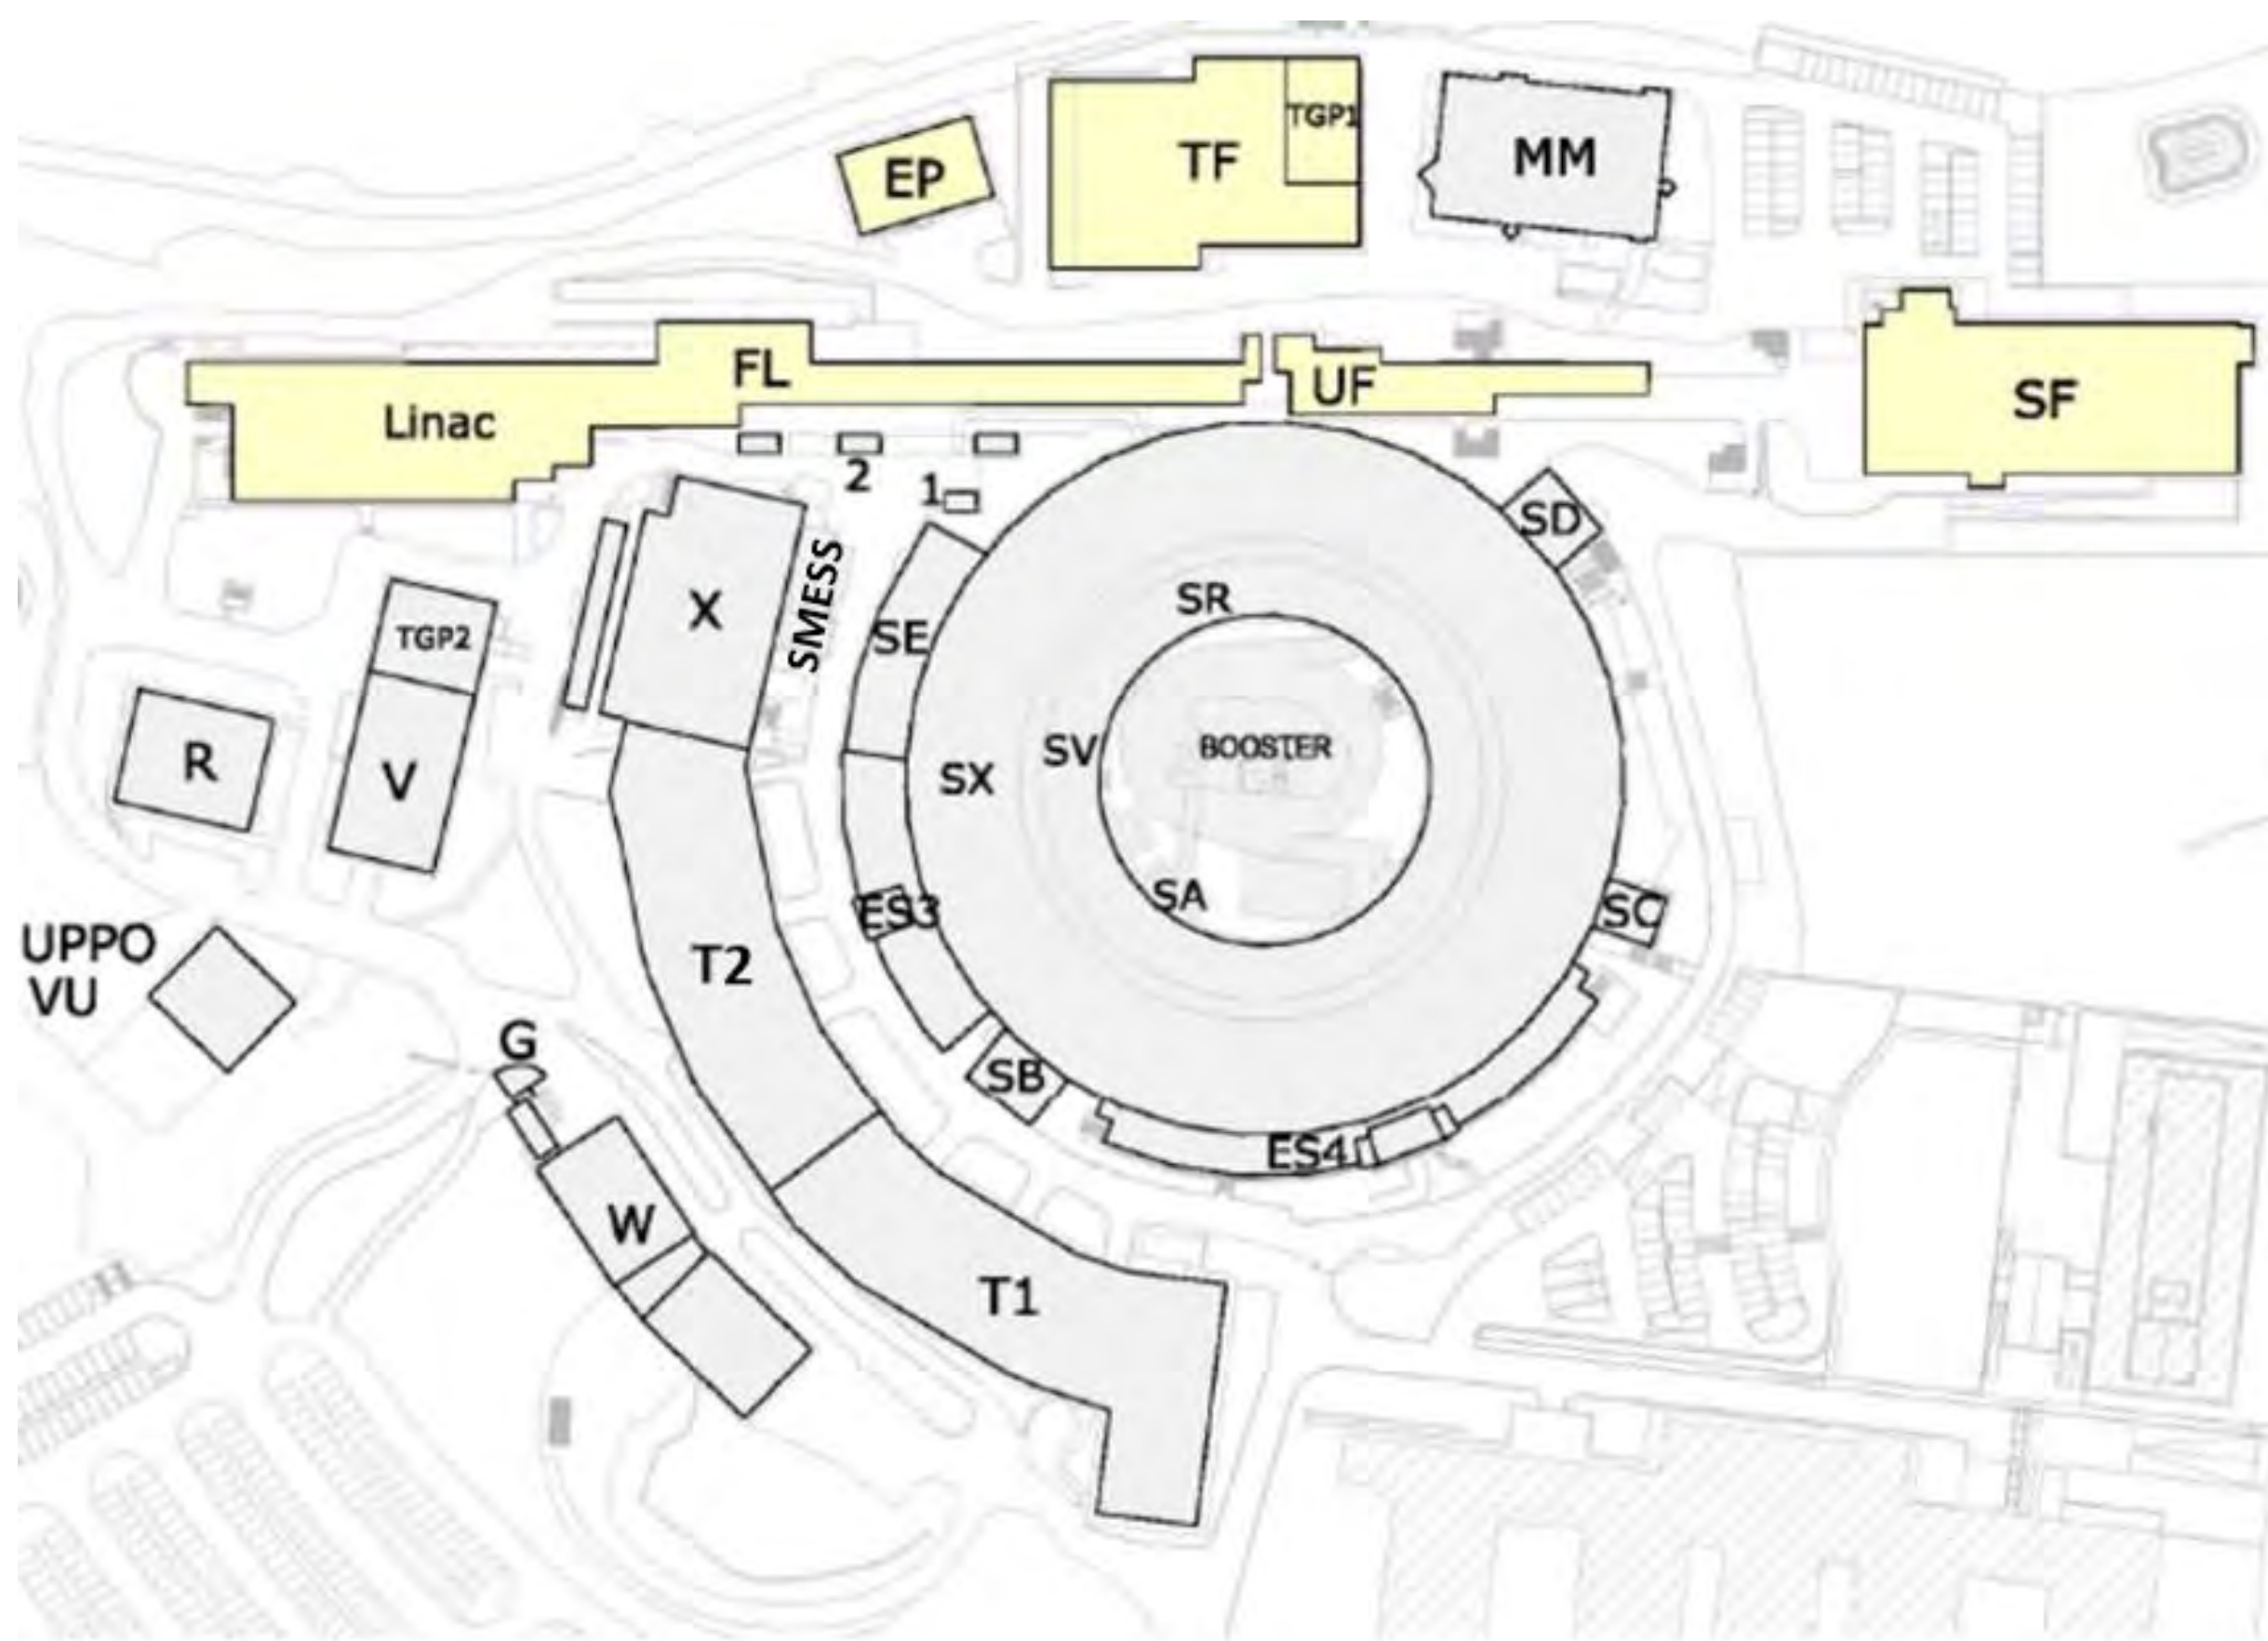 TGP1
TF
MM
EP
FL
UF
Linac
SF
2
1
SD
X
SMESS
SR
TGP2
SE
BOOSTER
SV
R
V
SX
SA
ES3
SC
UPPO
VU
T2
G
SB
ES4
W
T1